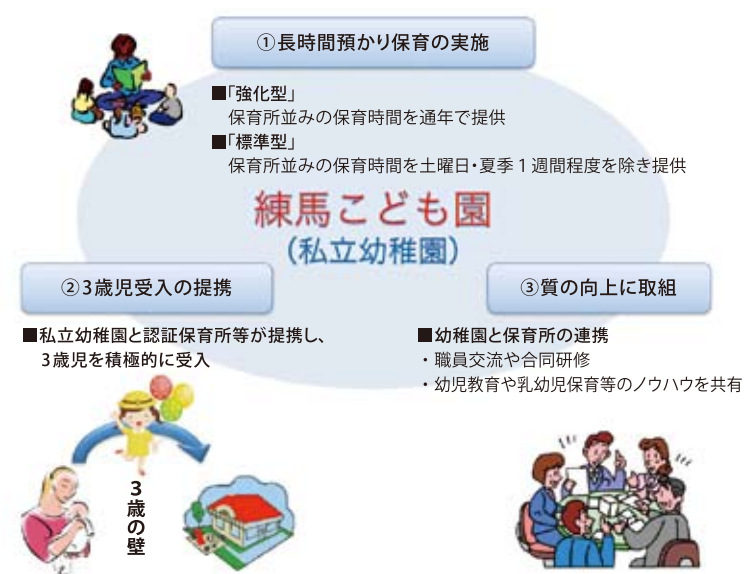 ①長時間預かり保育の実施
■「強化型」
保育所並みの保育時間を通年で提供
■「標準型」
保育所並みの保育時間を土曜日・夏季１週間程度を除き提供
練馬こども園
（私立幼稚園）
②3歳児受入の提携
■私立幼稚園と認証保育所等が提携し、
3歳児を積極的に受入
3歳の壁
③質の向上に取組
■幼稚園と保育所の連携
・職員交流や合同研修
・幼児教育や乳幼児保育等のノウハウを共有